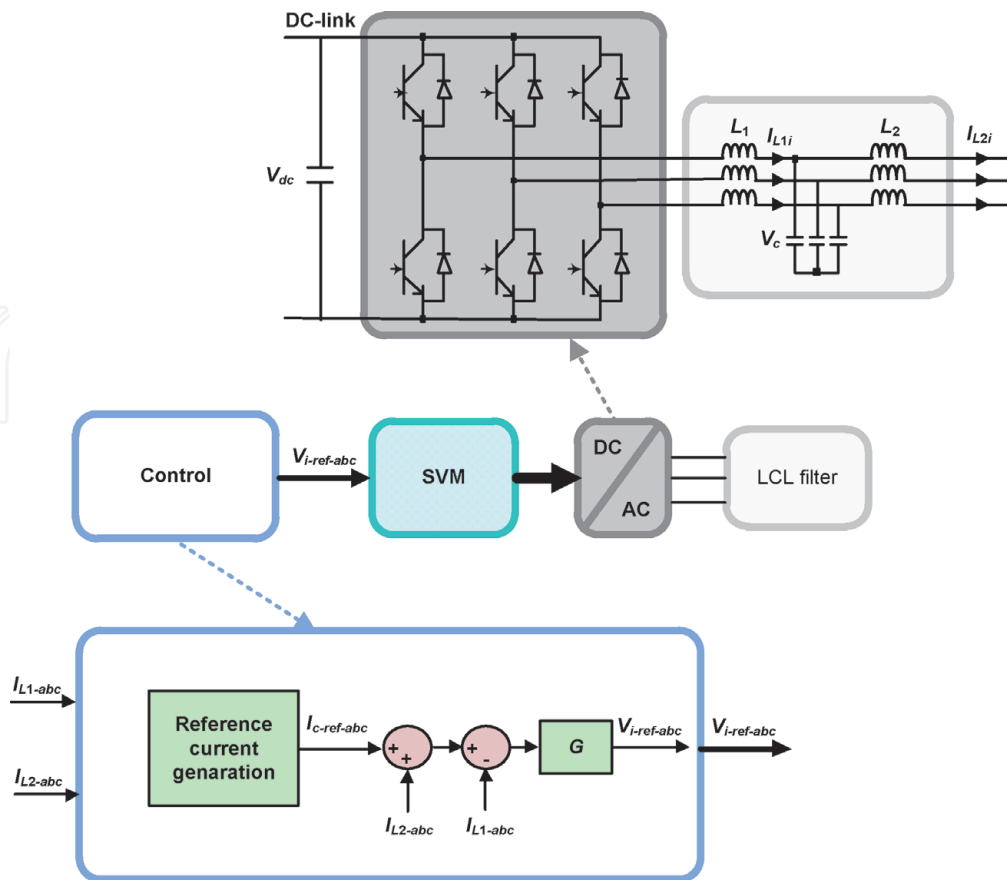 DC-link
V_dc
L_1
I_L1i
L_2
I_L2i
V_c
Control
V_i-ref-abc
SVM
DC
AC
LCL filter
I_L1-abc
I_L2-abc
Reference
current
genaration
I_c-ref-abc
+
+
+
-
G
V_i-ref-abc
V_i-ref-abc
I_L2-abc
I_L1-abc